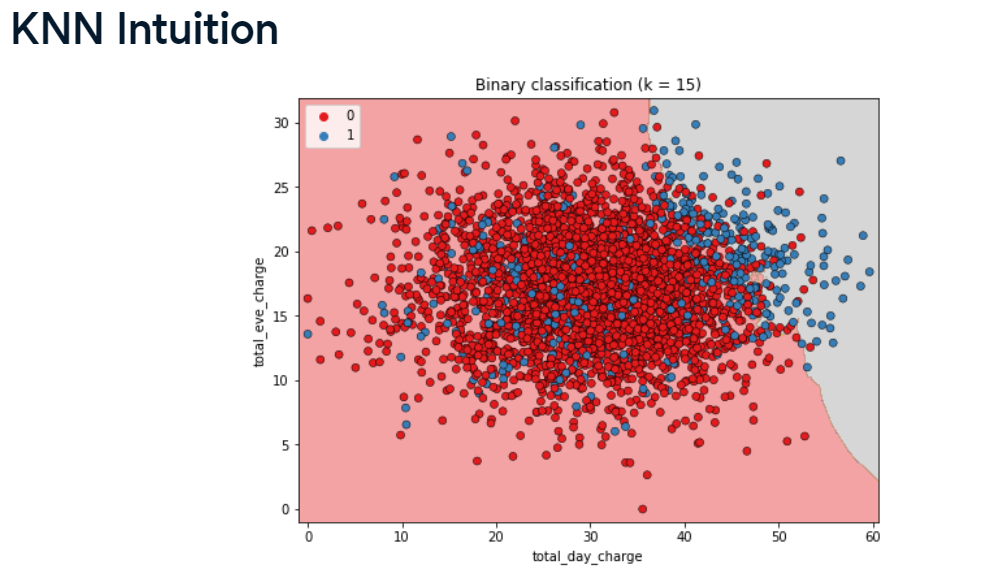 KNN Intuition
Binary classification (k = 15)
0
1
30
25
20
15
10
5
0
total_eve_charge
0 10 20 30 40 50 60
total_day_charge